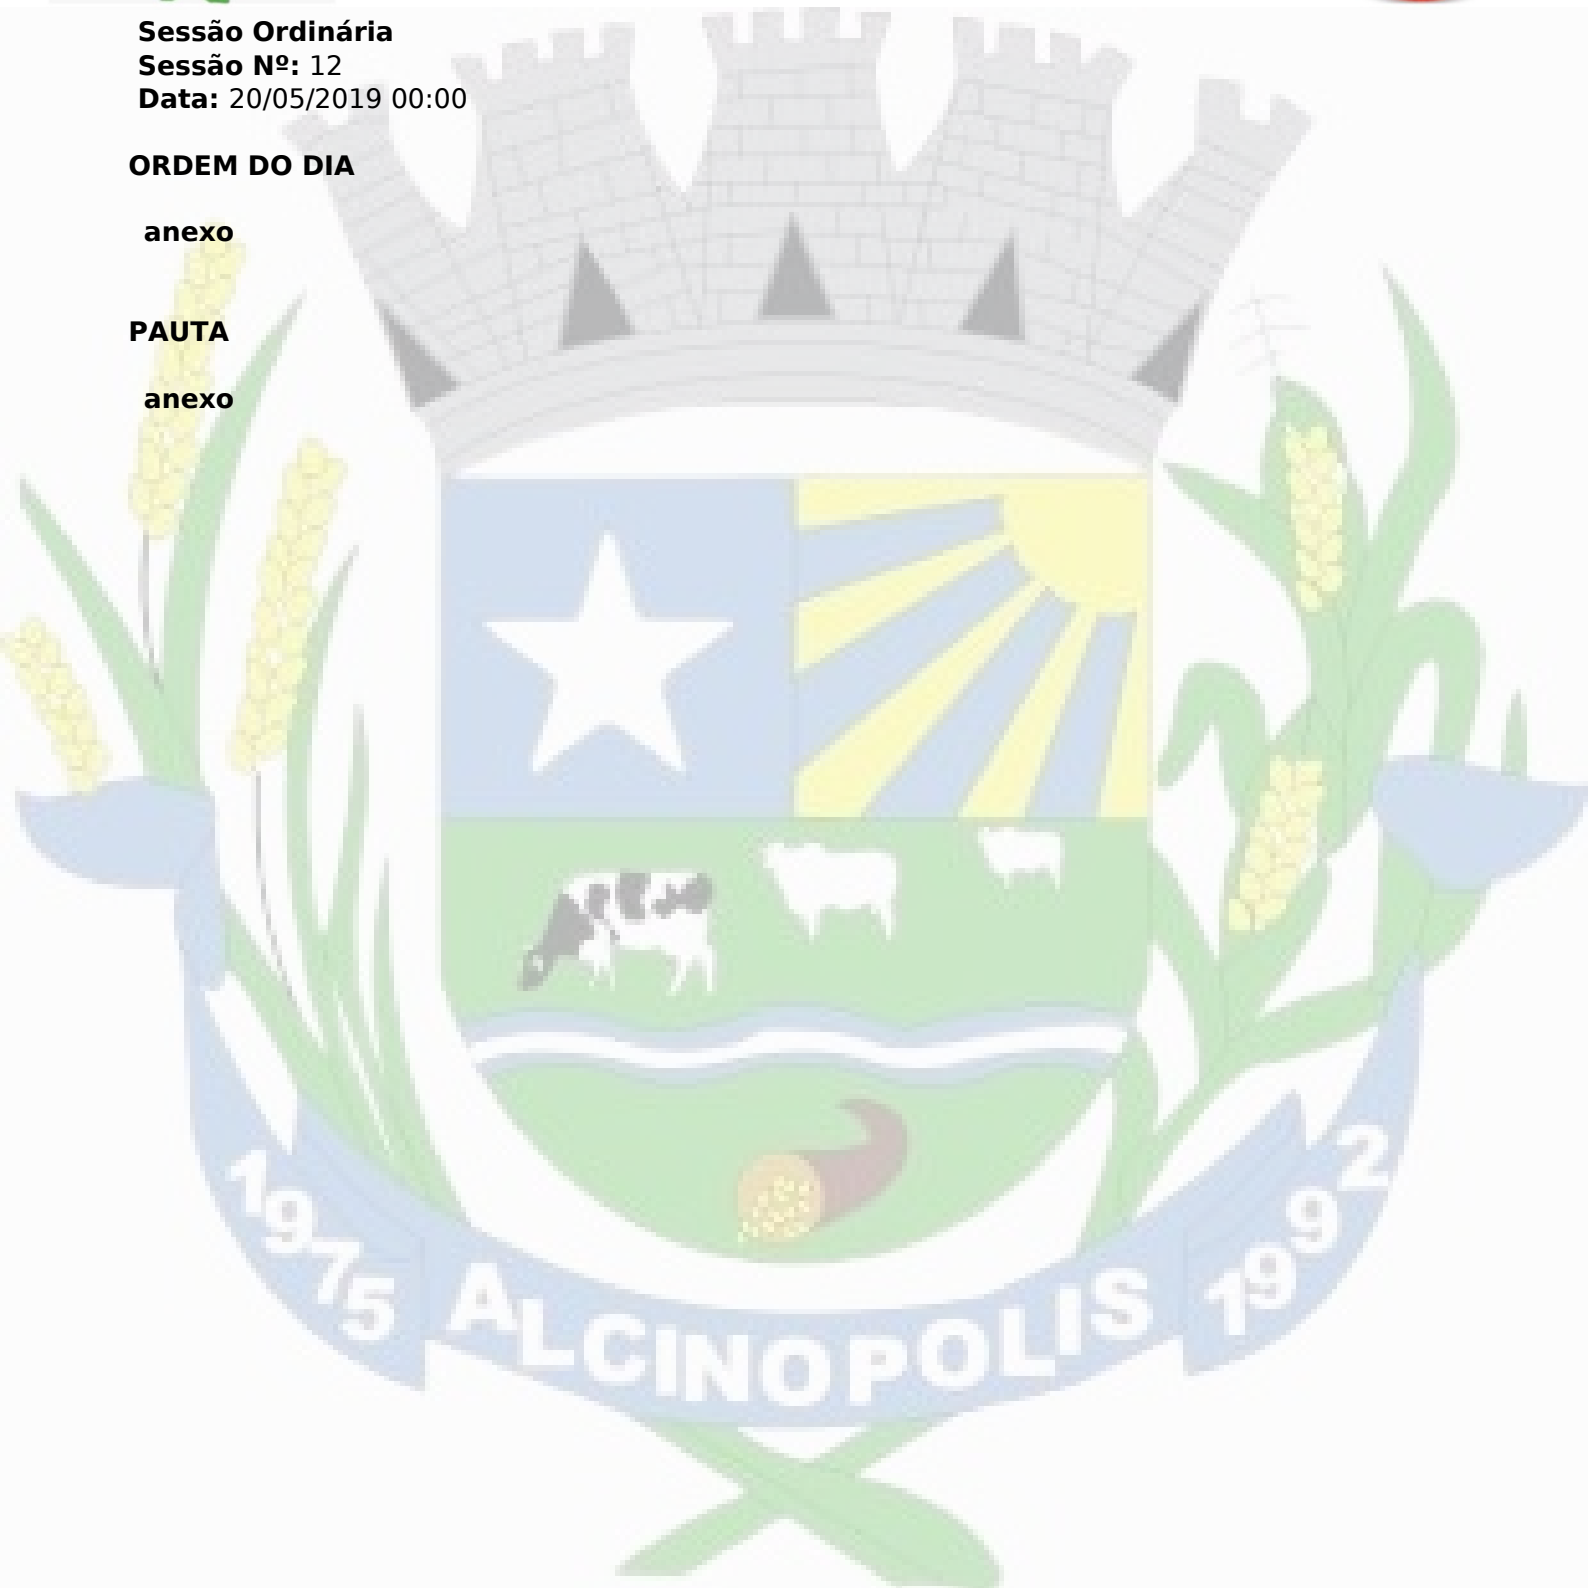 Sessão Ordinária
Sessão Nº: 12
Data: 20/05/2019 00:00
ORDEM DO DIA
anexo
PAUTA
anexo
1975 ALCINOPOLIS 1992